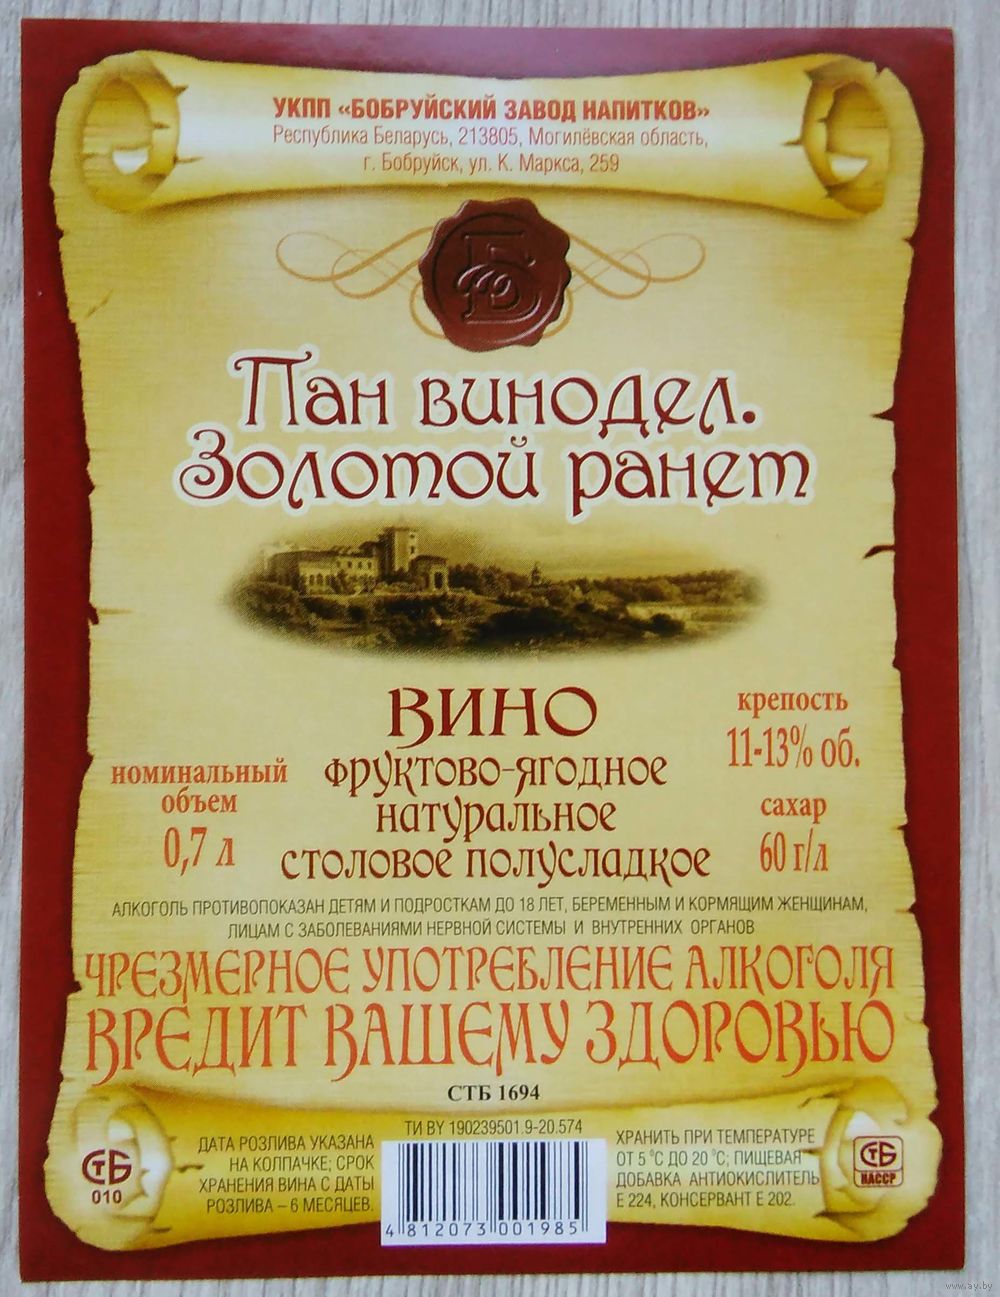 УКПП «БОБРУЙСКИЙ ЗАВОД НАПИТКОВ»
Республика Беларусь, 213805, Могилёвская область,
г. Бобруйск, ул. К. Маркса, 259
Пан винодел.
Золотой ранет
ВИНО
ФРУКТОВО-ЯГОДНОЕ
НАТУРАЛЬНОЕ
СТОЛОВОЕ ПОЛУСЛАДКОЕ
номинальный
объем
0,7 л
крепость
11-13% об.
сахар
60 г/л
АЛКОГОЛЬ ПРОТИВОПОКАЗАН ДЕТЯМ И ПОДРОСТКАМ ДО 18 ЛЕТ, БЕРЕМЕННЫМ И КОРМЯЩИМ ЖЕНЩИНАМ,
ЛИЦАМ С ЗАБОЛЕВАНИЯМИ НЕРВНОЙ СИСТЕМЫ И ВНУТРЕННИХ ОРГАНОВ
ЧРЕЗМЕРНОЕ УПОТРЕБЛЕНИЕ АЛКОГОЛЯ
ВРЕДИТ ВАШЕМУ ЗДОРОВЬЮ
СТБ 1694
ТИ BY 190239501.9-20.574
СТБ
010
ДАТА РОЗЛИВА УКАЗАНА
НА КОЛПАЧКЕ; СРОК
ХРАНЕНИЯ ВИНА С ДАТЫ
РОЗЛИВА – 6 МЕСЯЦЕВ.
4 812073 001985
ХРАНИТЬ ПРИ ТЕМПЕРАТУРЕ
ОТ 5 °С ДО 20 °С; ПИЩЕВАЯ
ДОБАВКА АНТИОКИСЛИТЕЛЬ
Е 224, КОНСЕРВАНТ Е 202.
СТБ
НАССР
www.ay.by